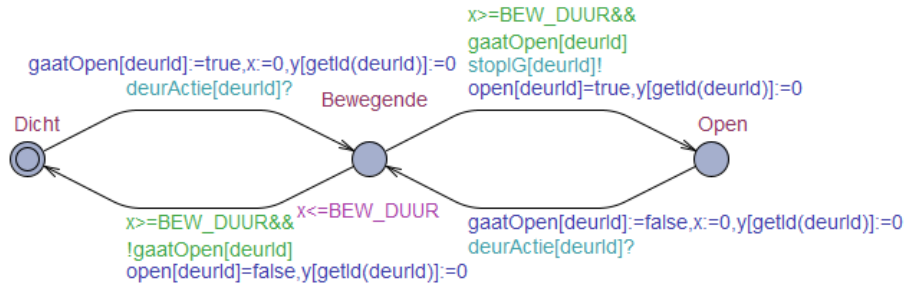 x>=BEW_DUUR&&
gaatOpen[deurId]
stopIG[deurId]!
open[deurId]=true,y[getId(deurId)]:=0
gaatOpen[deurId]:=true,x:=0,y[getId(deurId)]:=0
deurActie[deurId]?
Bewegende
Dicht
Open
x>=BEW_DUUR&&
!gaatOpen[deurId]
open[deurId]=false,y[getId(deurId)]:=0
x<=BEW_DUUR
gaatOpen[deurId]:=false,x:=0,y[getId(deurId)]:=0
deurActie[deurId]?